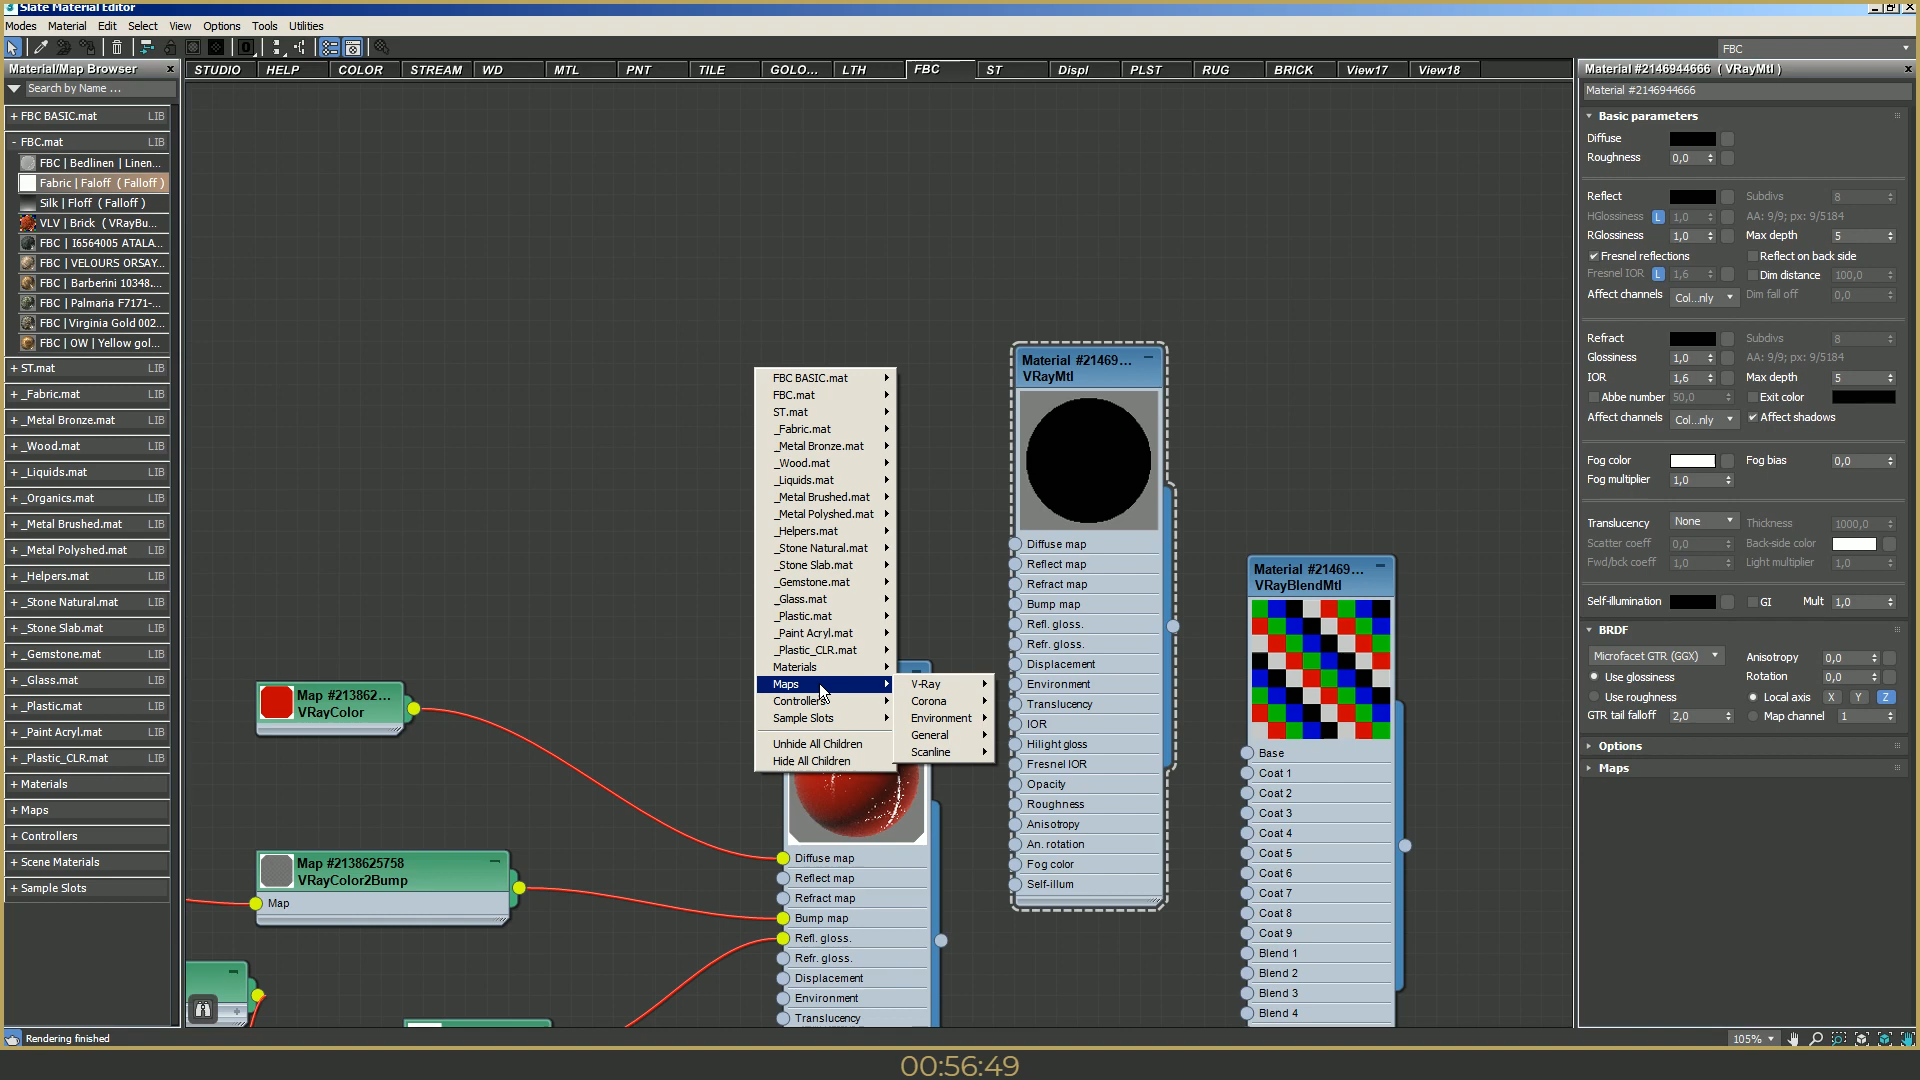 Slate Material Editor
Modes Material Edit Select View Options Tools Utilities
FBC
Material/Map Browser
STUDIO HELP COLOR STREAM WD MTL PNT TILE GOLO... LTH FBC ST Displ PLST RUG BRICK View17 View18
Search by Name ...
+ FBC BASIC.mat LIB
- FBC.mat LIB
FBC | Bedlinen | Linen...
Fabric | Faloff ( Falloff )
Silk | Floff ( Falloff )
VLV | Brick ( VRayBu...
FBC | I6564005 ATALA...
FBC | VELOURS ORSAY...
FBC | Barberini 10348....
FBC | Palmaria F7171-...
FBC |Virginia Gold 002...
FBC | OW | Yellow gol...
+ ST.mat LIB
+ _Fabric.mat LIB
+ _Metal Bronze.mat LIB
+ _Wood.mat LIB
+ _Liquids.mat LIB
+ _Organics.mat LIB
+ _Metal Brushed.mat LIB
+ _Metal Polyshed.mat LIB
+ _Helpers.mat LIB
+ _Stone Natural.mat LIB
+ _Stone Slab.mat LIB
+ _Gemstone.mat LIB
+ _Glass.mat LIB
+ _Plastic.mat LIB
+ _Paint Acryl.mat LIB
+ _Plastic_CLR.mat LIB
+ Materials
+ Maps
+ Controllers
+ Scene Materials
+ Sample Slots
Map #213862...
VRayColor
Map #2138625758
VRayColor2Bump
Map
FBC BASIC.mat
FBC.mat
ST.mat
_Fabric.mat
_Metal Bronze.mat
_Wood.mat
_Liquids.mat
_Metal Brushed.mat
_Metal Polyshed.mat
_Helpers.mat
_Stone Natural.mat
_Stone Slab.mat
_Gemstone.mat
_Glass.mat
_Plastic.mat
_Paint Acryl.mat
_Plastic_CLR.mat
Materials
Maps
Controllers
Sample Slots
Unhide All Children
Hide All Children
V-Ray
Corona
Environment
General
Scanline
Diffuse map
Reflect map
Refract map
Bump map
Refl. gloss.
Refr. gloss.
Displacement
Environment
Translucency
Material #21469...
VRayMtl
Diffuse map
Reflect map
Refract map
Bump map
Refl. gloss.
Refr. gloss.
Displacement
Environment
Translucency
IOR
Hilight gloss
Fresnel IOR
Opacity
Roughness
Anisotropy
An. rotation
Fog color
Self-illum
Material #21469...
VRayBlendMtl
Base
Coat 1
Coat 2
Coat 3
Coat 4
Coat 5
Coat 6
Coat 7
Coat 8
Coat 9
Blend 1
Blend 2
Blend 3
Blend 4
Material #2146944666 ( VRayMtl )
Material #2146944666
Basic parameters
Diffuse
Roughness 0,0
Reflect Subdivs 8
HGlossiness L 1,0 AA: 9/9; px: 9/5184
RGlossiness 1,0 Max depth 5
Fresnel reflections Reflect on back side
Fresnel IOR L 1,6 Dim distance 100,0
Affect channels Col...nly Dim fall off 0,0
Refract Subdivs 8
Glossiness 1,0 AA: 9/9; px: 9/5184
IOR 1,6 Max depth 5
Abbe number 50,0 Exit color
Affect channels Col...nly Affect shadows
Fog color Fog bias 0,0
Fog multiplier 1,0
Translucency None Thickness 1000,0
Scatter coeff 0,0 Back-side color
Fwd/bck coeff 1,0 Light multiplier 1,0
Self-illumination GI Mult 1,0
BRDF
Microfacet GTR (GGX) Anisotropy 0,0
Use glossiness Rotation 0,0
Use roughness Local axis X Y Z
GTR tail falloff 2,0 Map channel 1
Options
Maps
Rendering finished
105%
00:56:49